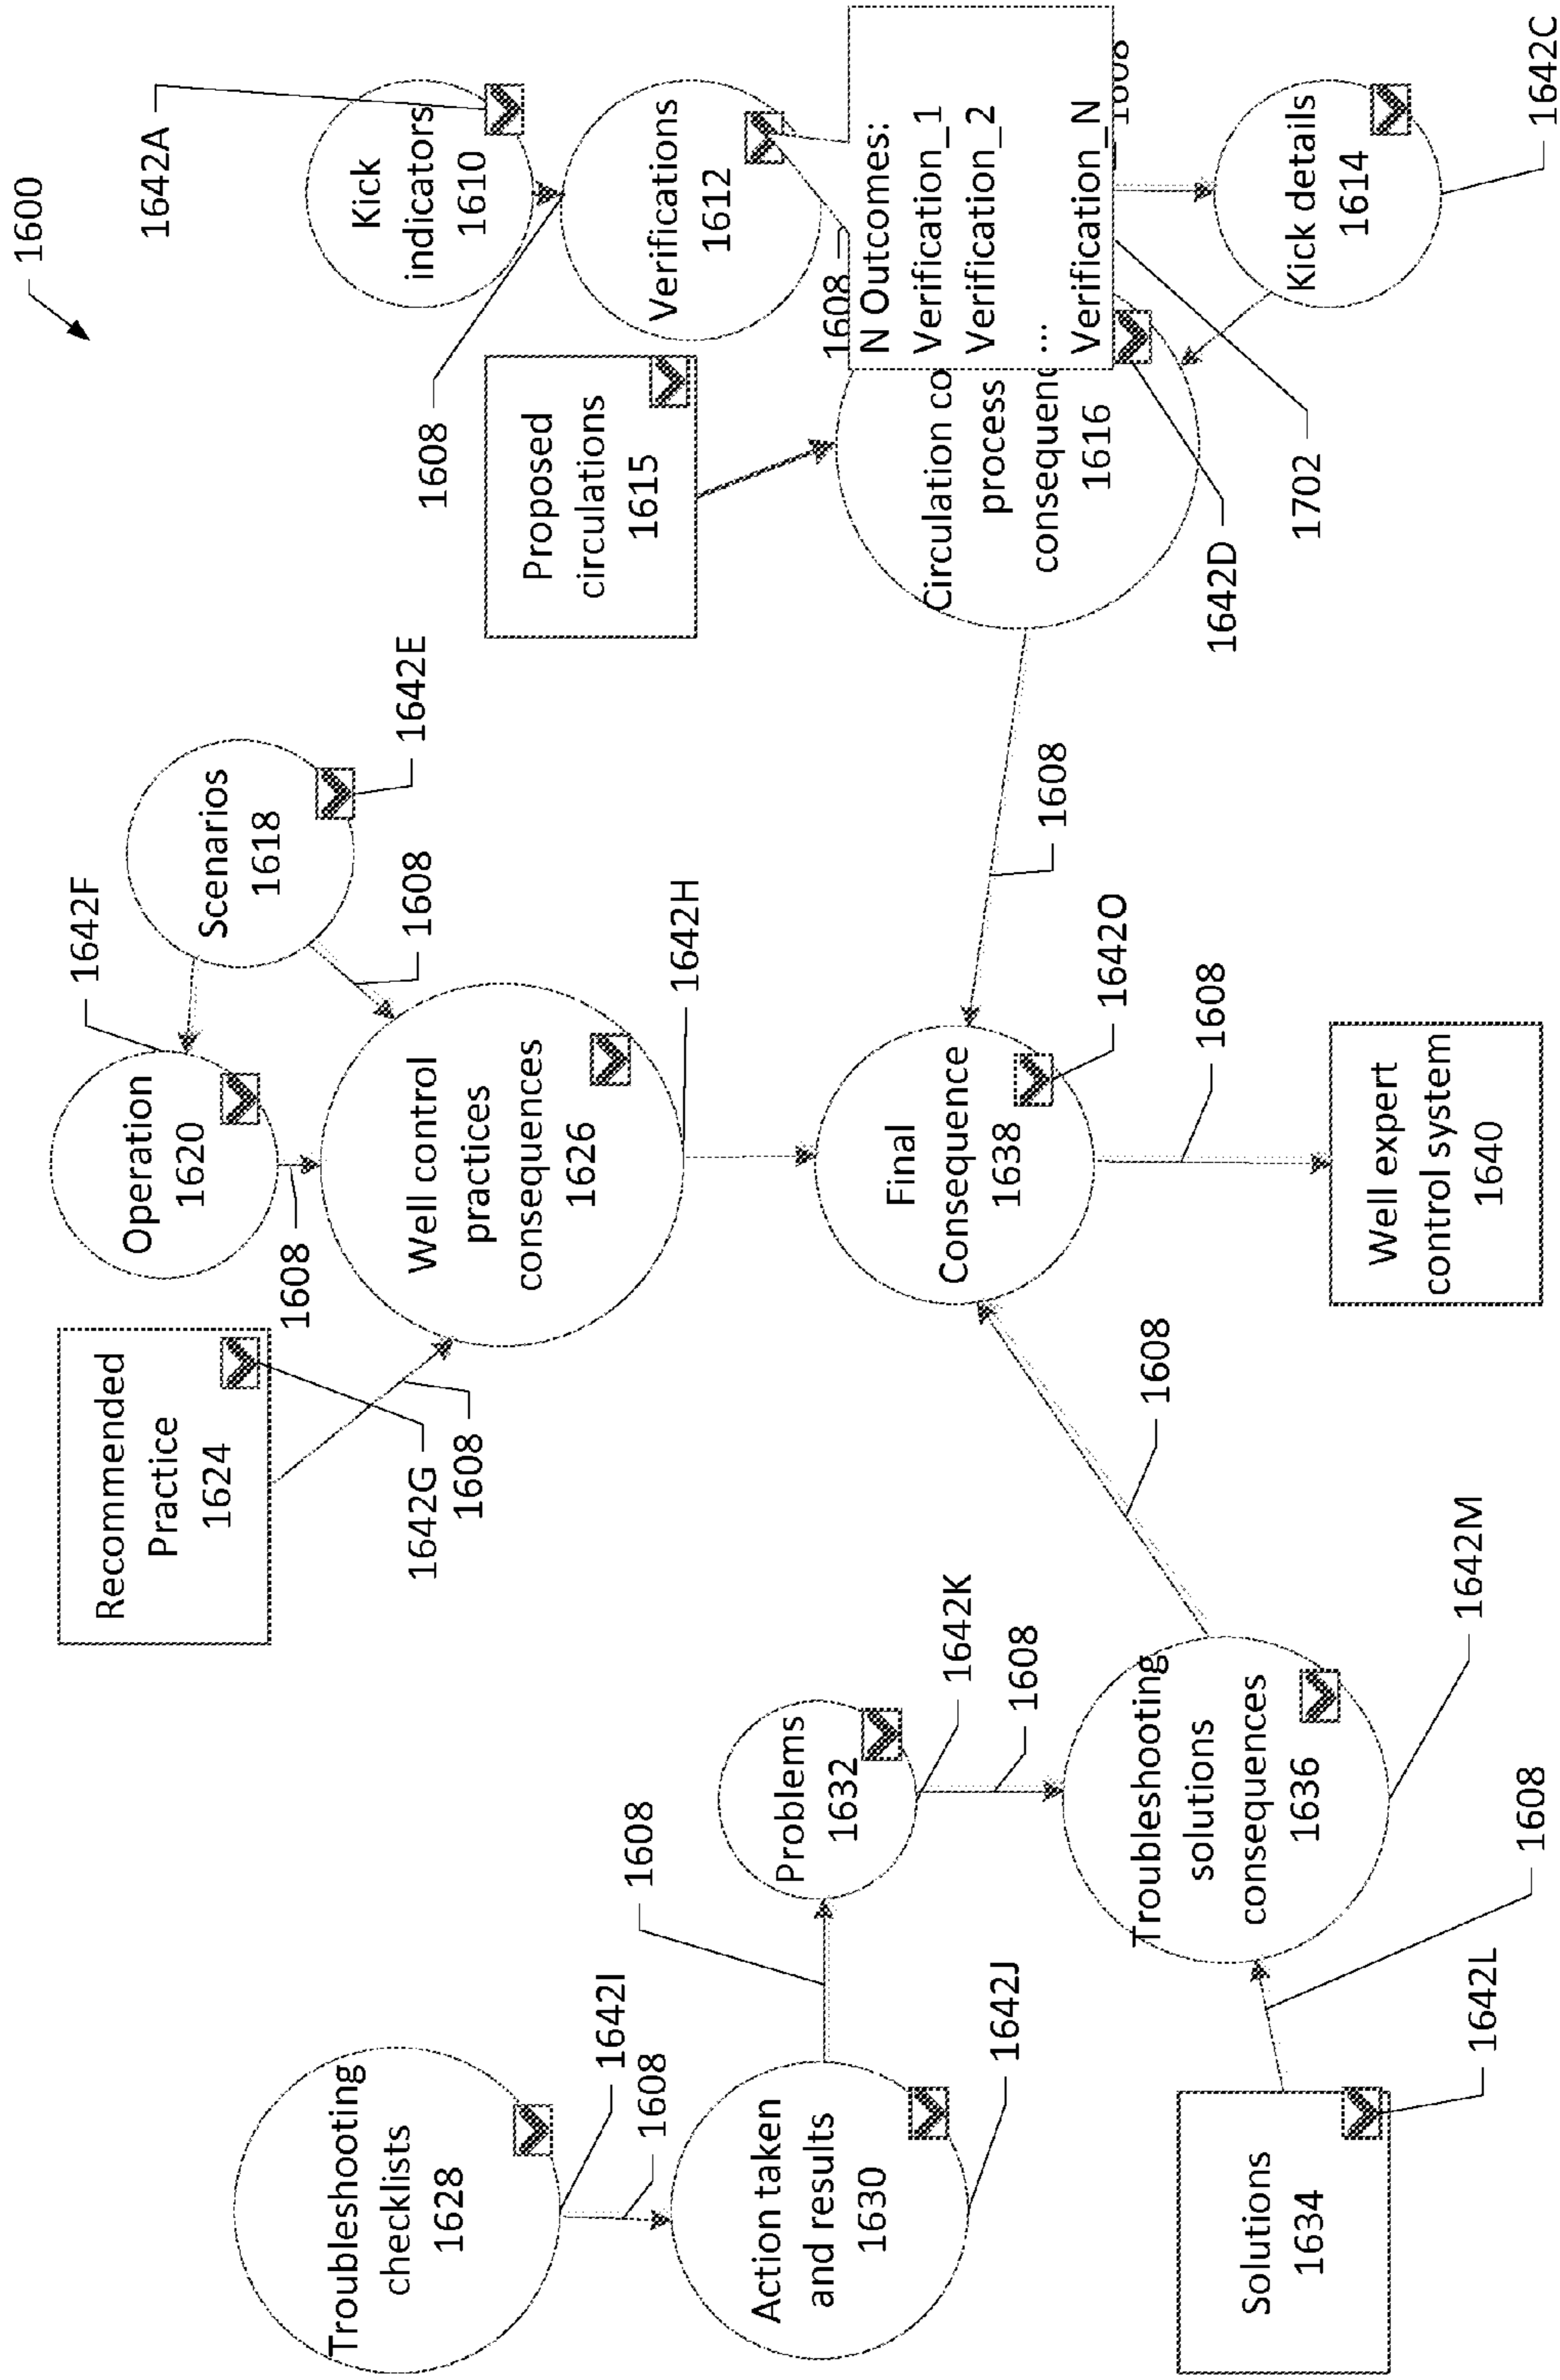 1600
Troubleshooting
checklists
1628
1642I
1608
Action taken
and results
1630
1642J
1608
Problems
1632
1642K
1608
Solutions
1634
1642L
1608
Troubleshooting
solutions
consequences
1636
1642M
1608
Recommended
Practice
1624
1642G
1608
Operation
1620
1642F
1608
Scenarios
1618
1642E
1608
Well control
practices
consequences
1626
1642H
Final
Consequence
1638
1642O
1608
1608
Well expert
control system
1640
Proposed
circulations
1615
Kick
indicators
1610
1642A
1608
Verifications
1612
1608
N Outcomes:
Verification_1
Verification_2
...
Verification_N
1608
Circulation co
process
consequenc
1616
1642D
1702
Kick details
1614
1642C